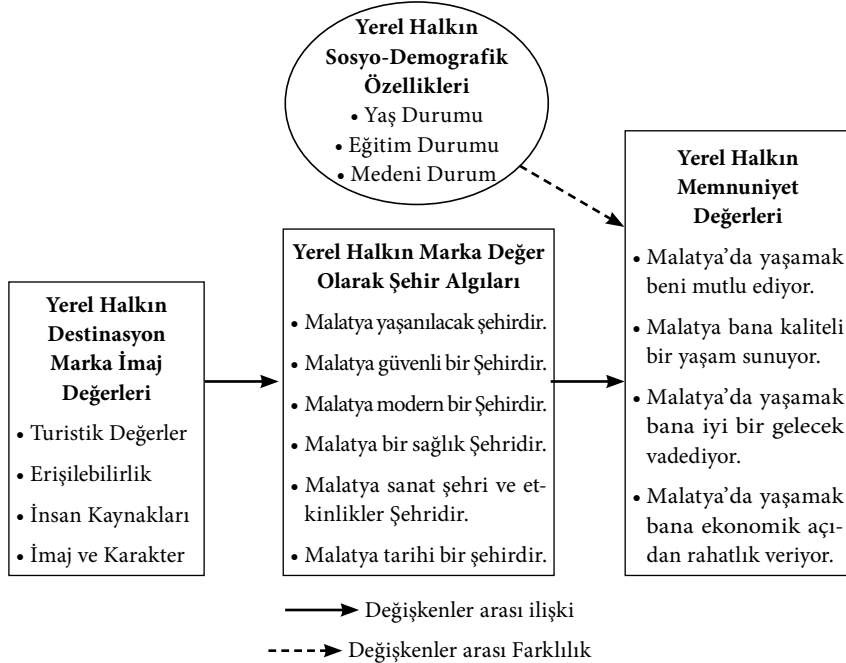 Yerel Halkın
Sosyo-Demografik
Özellikleri
• Yaş Durumu
• Eğitim Durumu
• Medeni Durum
Yerel Halkın
Destinasyon
Marka İmaj
Değerleri
• Turistik Değerler
• Erişilebilirlik
• İnsan Kaynakları
• İmaj ve Karakter
Yerel Halkın Marka Değer
Olarak Şehir Algıları
• Malatya yaşanılacak şehirdir.
• Malatya güvenli bir Şehirdir.
• Malatya modern bir Şehirdir.
• Malatya bir sağlık Şehridir.
• Malatya sanat şehri ve et-
kinlikler Şehridir.
• Malatya tarihi bir şehirdir.
Yerel Halkın
Memnuniyet
Değerleri
• Malatya’da yaşamak
beni mutlu ediyor.
• Malatya bana kaliteli
bir yaşam sunuyor.
• Malatya’da yaşamak
bana iyi bir gelecek
vadediyor.
• Malatya’da yaşamak
bana ekonomik açı-
dan rahatlık veriyor.
Değişkenler arası ilişki
Değişkenler arası Farklılık